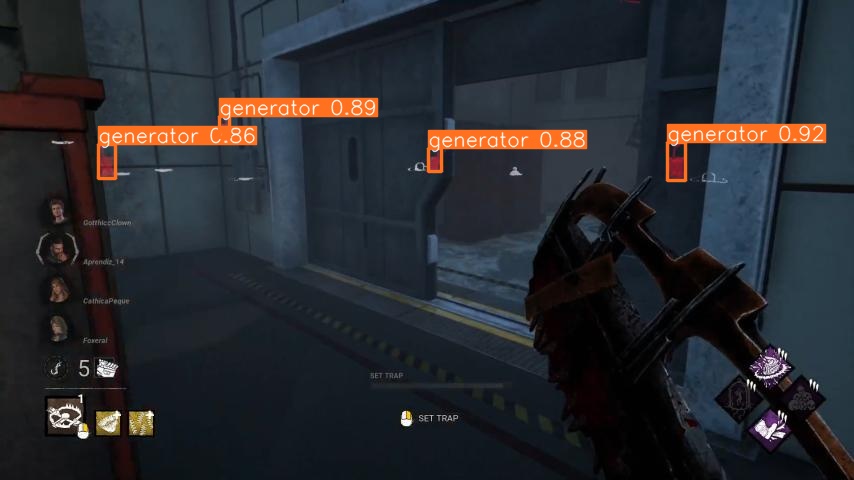 generator 0.89
generator 0.86
generator 0.88
generator 0.92
GotthiccClown
Aprendiz_14
CathicaPeque
Foxeral
5
1
SET TRAP
SET TRAP